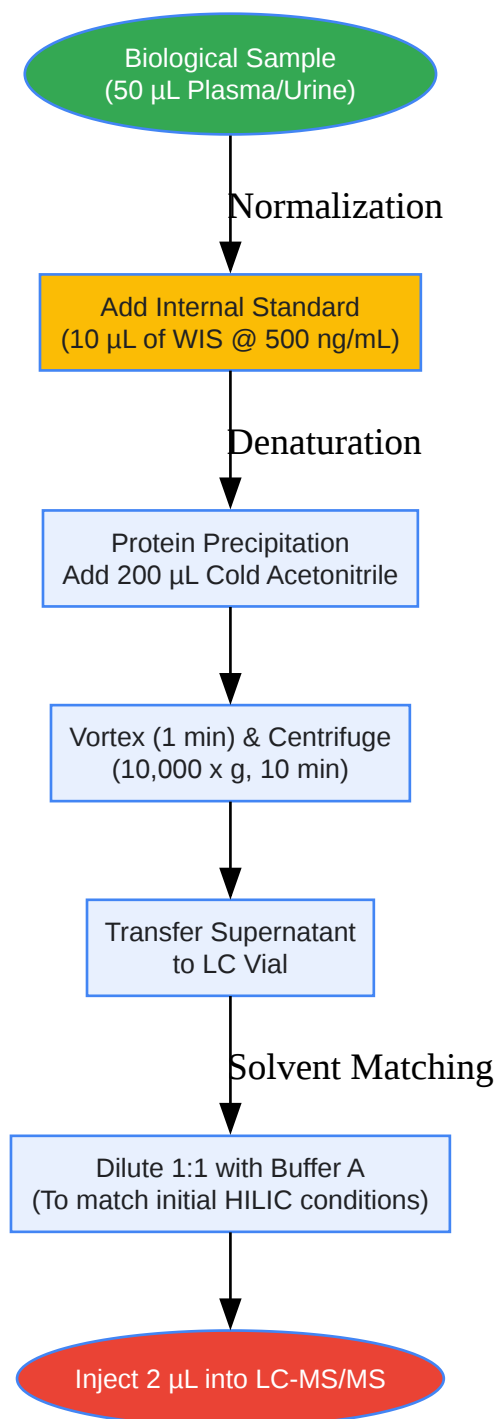 Biological Sample
(50 µL Plasma/Urine)
Normalization
Add Internal Standard
(10 µL of WIS @ 500 ng/mL)
Denaturation
Protein Precipitation
Add 200 µL Cold Acetonitrile
Vortex (1 min) & Centrifuge
(10,000 x g, 10 min)
Transfer Supernatant
to LC Vial
Solvent Matching
Dilute 1:1 with Buffer A
(To match initial HILIC conditions)
Inject 2 µL into LC-MS/MS